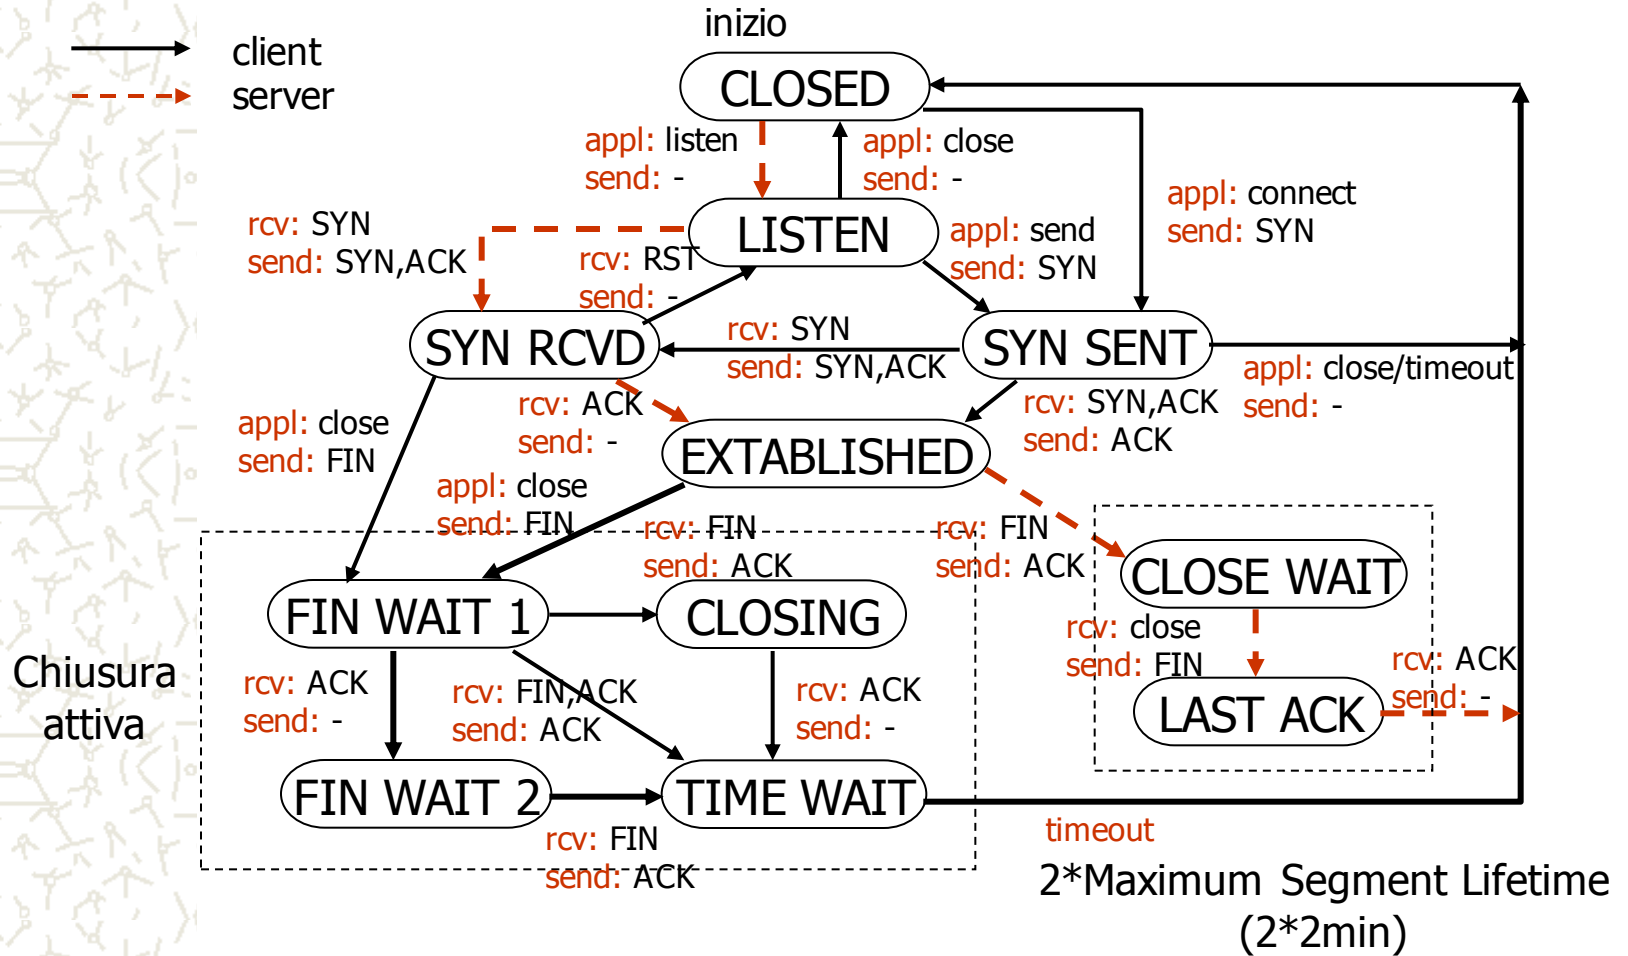 inizio
client
server
CLOSED
appl: listen
send: -
appl: close
send: -
appl: connect
send: SYN
rcv: SYN
send: SYN,ACK
LISTEN
rcv: RST
send: -
appl: send
send: SYN
SYN RCVD
rcv: SYN
send: SYN,ACK
SYN SENT
appl: close/timeout
send: -
appl: close
send: FIN
rcv: ACK
send: -
rcv: SYN,ACK
send: ACK
EXTABLISHED
appl: close
send: FIN
rcv: FIN
send: ACK
rcv: FIN
send: ACK
CLOSE WAIT
FIN WAIT 1
CLOSING
rcv: close
send: FIN
Chiusura
attiva
rcv: ACK
send: -
rcv: FIN,ACK
send: ACK
rcv: ACK
send: -
LAST ACK
rcv: ACK
send: -
FIN WAIT 2
TIME WAIT
rcv: FIN
send: ACK
timeout
2*Maximum Segment Lifetime
(2*2min)